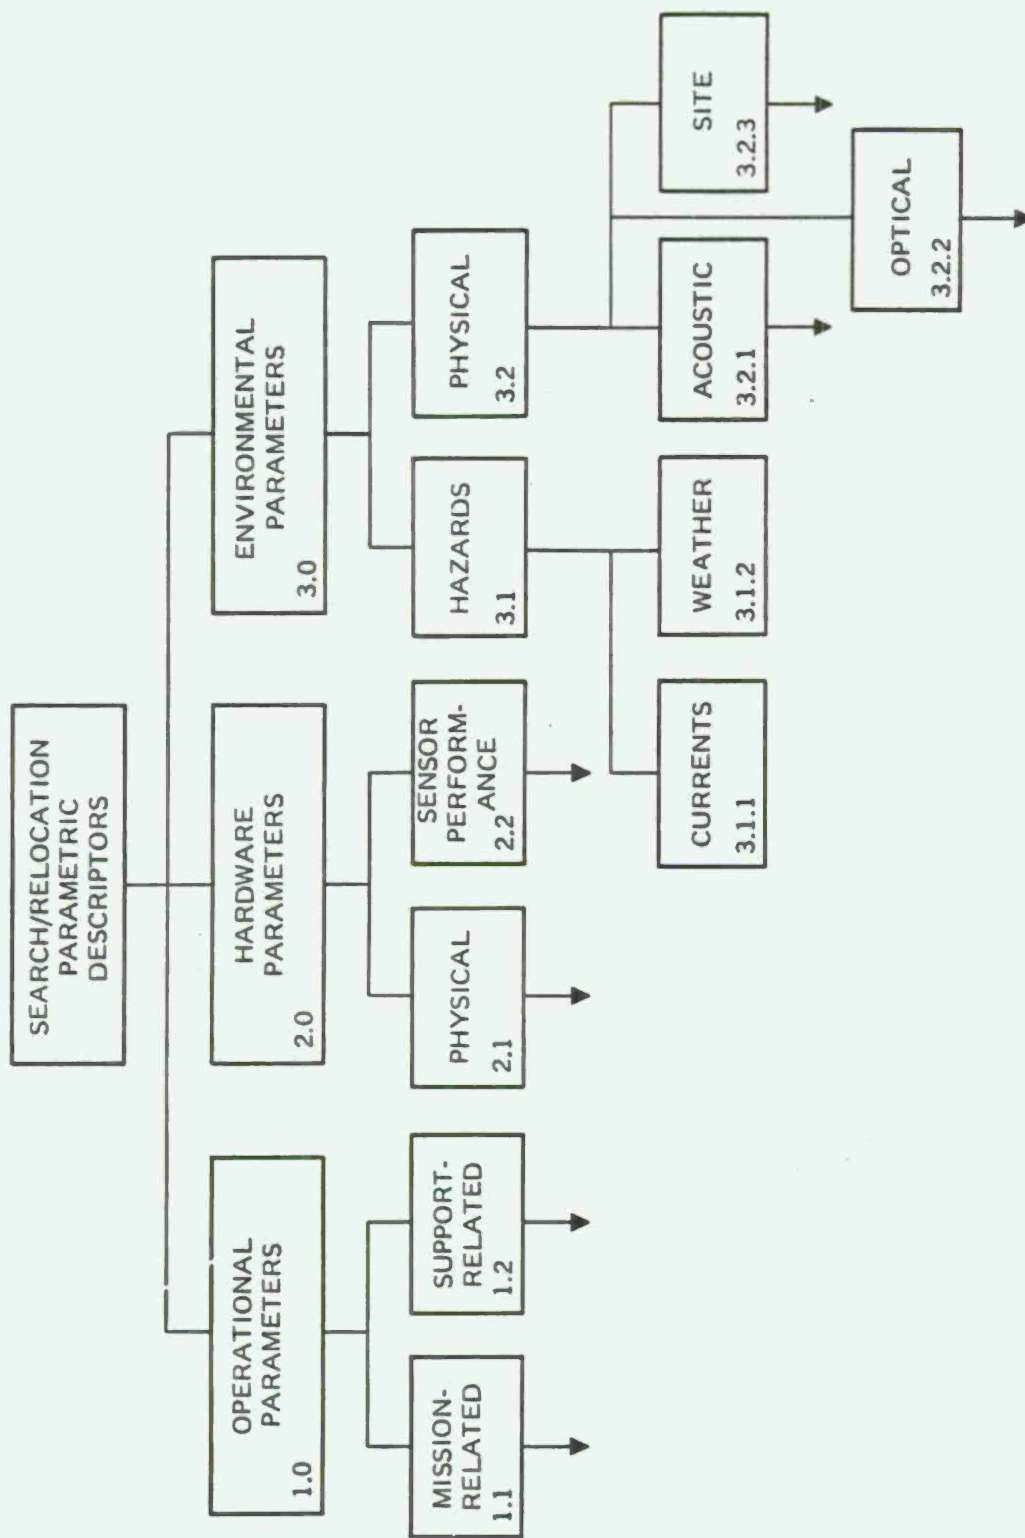 SEARCH/RELOCATION
PARAMETRIC
DESCRIPTORS
OPERATIONAL
PARAMETERS
1.0
HARDWARE
PARAMETERS
2.0
ENVIRONMENTAL
PARAMETERS
3.0
MISSION-
RELATED
1.1
SUPPORT-
RELATED
1.2
PHYSICAL
2.1
SENSOR
PERFORM-
ANCE
2.2
HAZARDS
3.1
PHYSICAL
3.2
CURRENTS
3.1.1
WEATHER
3.1.2
ACOUSTIC
3.2.1
SITE
3.2.3
OPTICAL
3.2.2